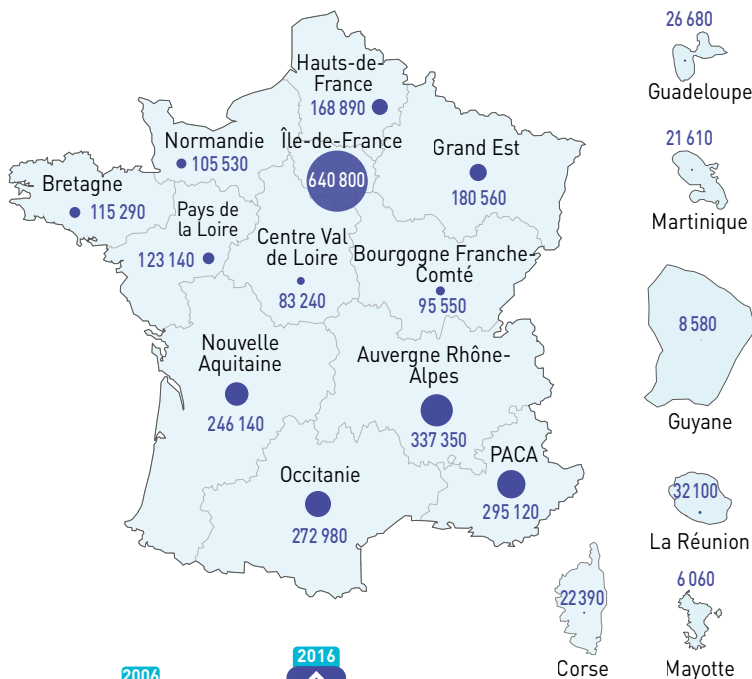 26 680
Guadeloupe
Hauts-de-
France
168 890
Normandie
105 530
Île-de-France
640 800
Grand Est
180 560
21 610
Martinique
Bretagne
115 290
Pays de
la Loire
123 140
Centre Val
de Loire
83 240
Bourgogne Franche-
Comté
95 550
8 580
Guyane
Nouvelle
Aquitaine
246 140
Auvergne Rhône-
Alpes
337 350
PACA
295 120
Occitanie
272 980
32 100
La Réunion
22 390
Corse
6 060
Mayotte
2006
2016